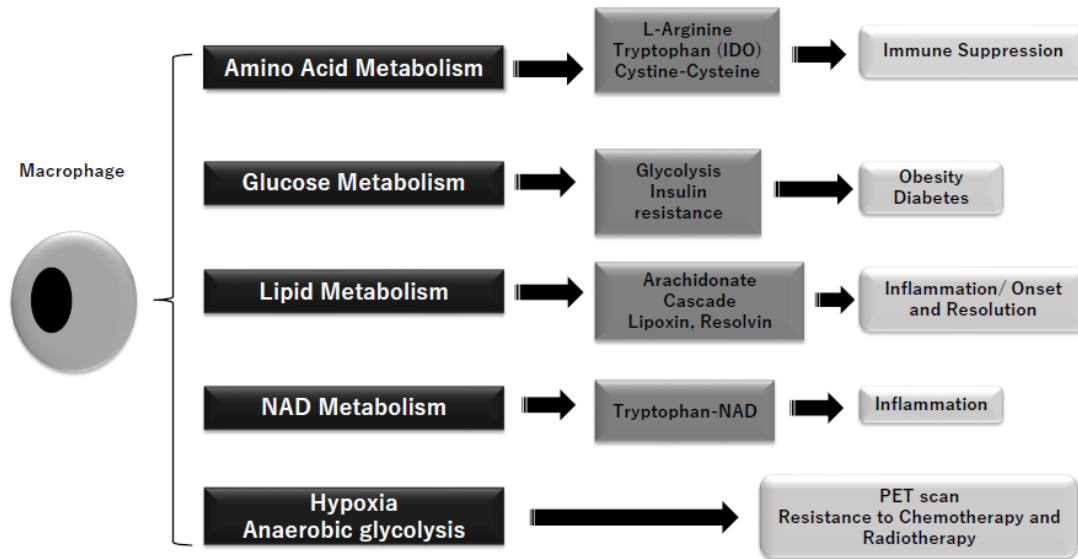 Macrophage
Amino Acid Metabolism
L-Arginine
Tryptophan (IDO)
Cystine-Cysteine
Immune Suppression
Glucose Metabolism
Glycolysis
Insulin
resistance
Obesity
Diabetes
Lipid Metabolism
Arachidonate
Cascade
Lipoxin, Resolvin
Inflammation/ Onset
and Resolution
NAD Metabolism
Tryptophan-NAD
Inflammation
Hypoxia
Anaerobic glycolysis
PET scan
Resistance to Chemotherapy and
Radiotherapy